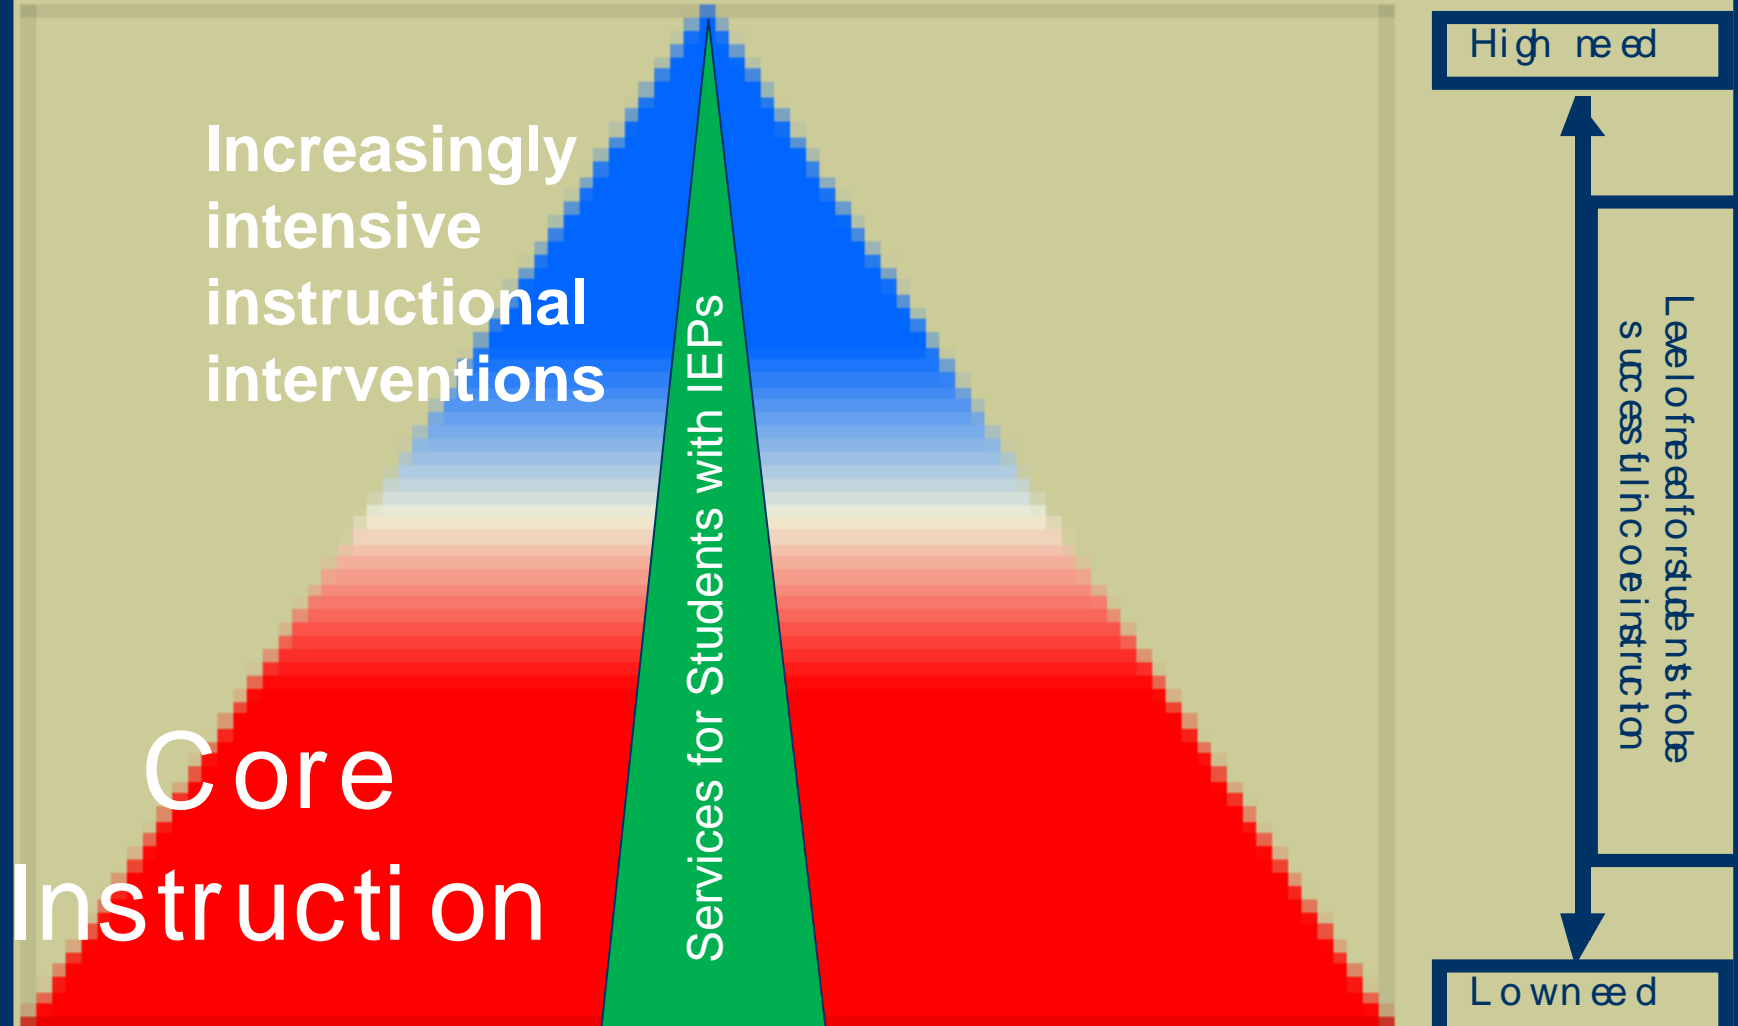 High need
Increasingly
intensive
instructional
interventions
Services for Students with IEPs
Level of need for students to be
successful in core instructon
Core
Instruction
Low need